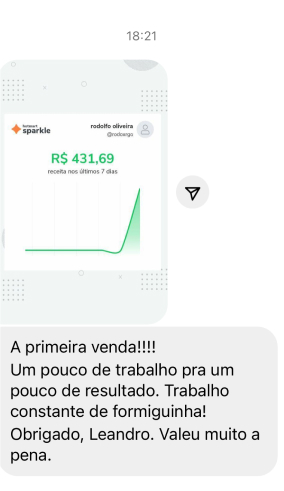 18:21
hotmart
sparkle
rodolfo oliveira
@rodoergo
R$ 431,69
receita nos últimos 7 dias
A primeira venda!!!!
Um pouco de trabalho pra um
pouco de resultado. Trabalho
constante de formiguinha!
Obrigado, Leandro. Valeu muito a
pena.